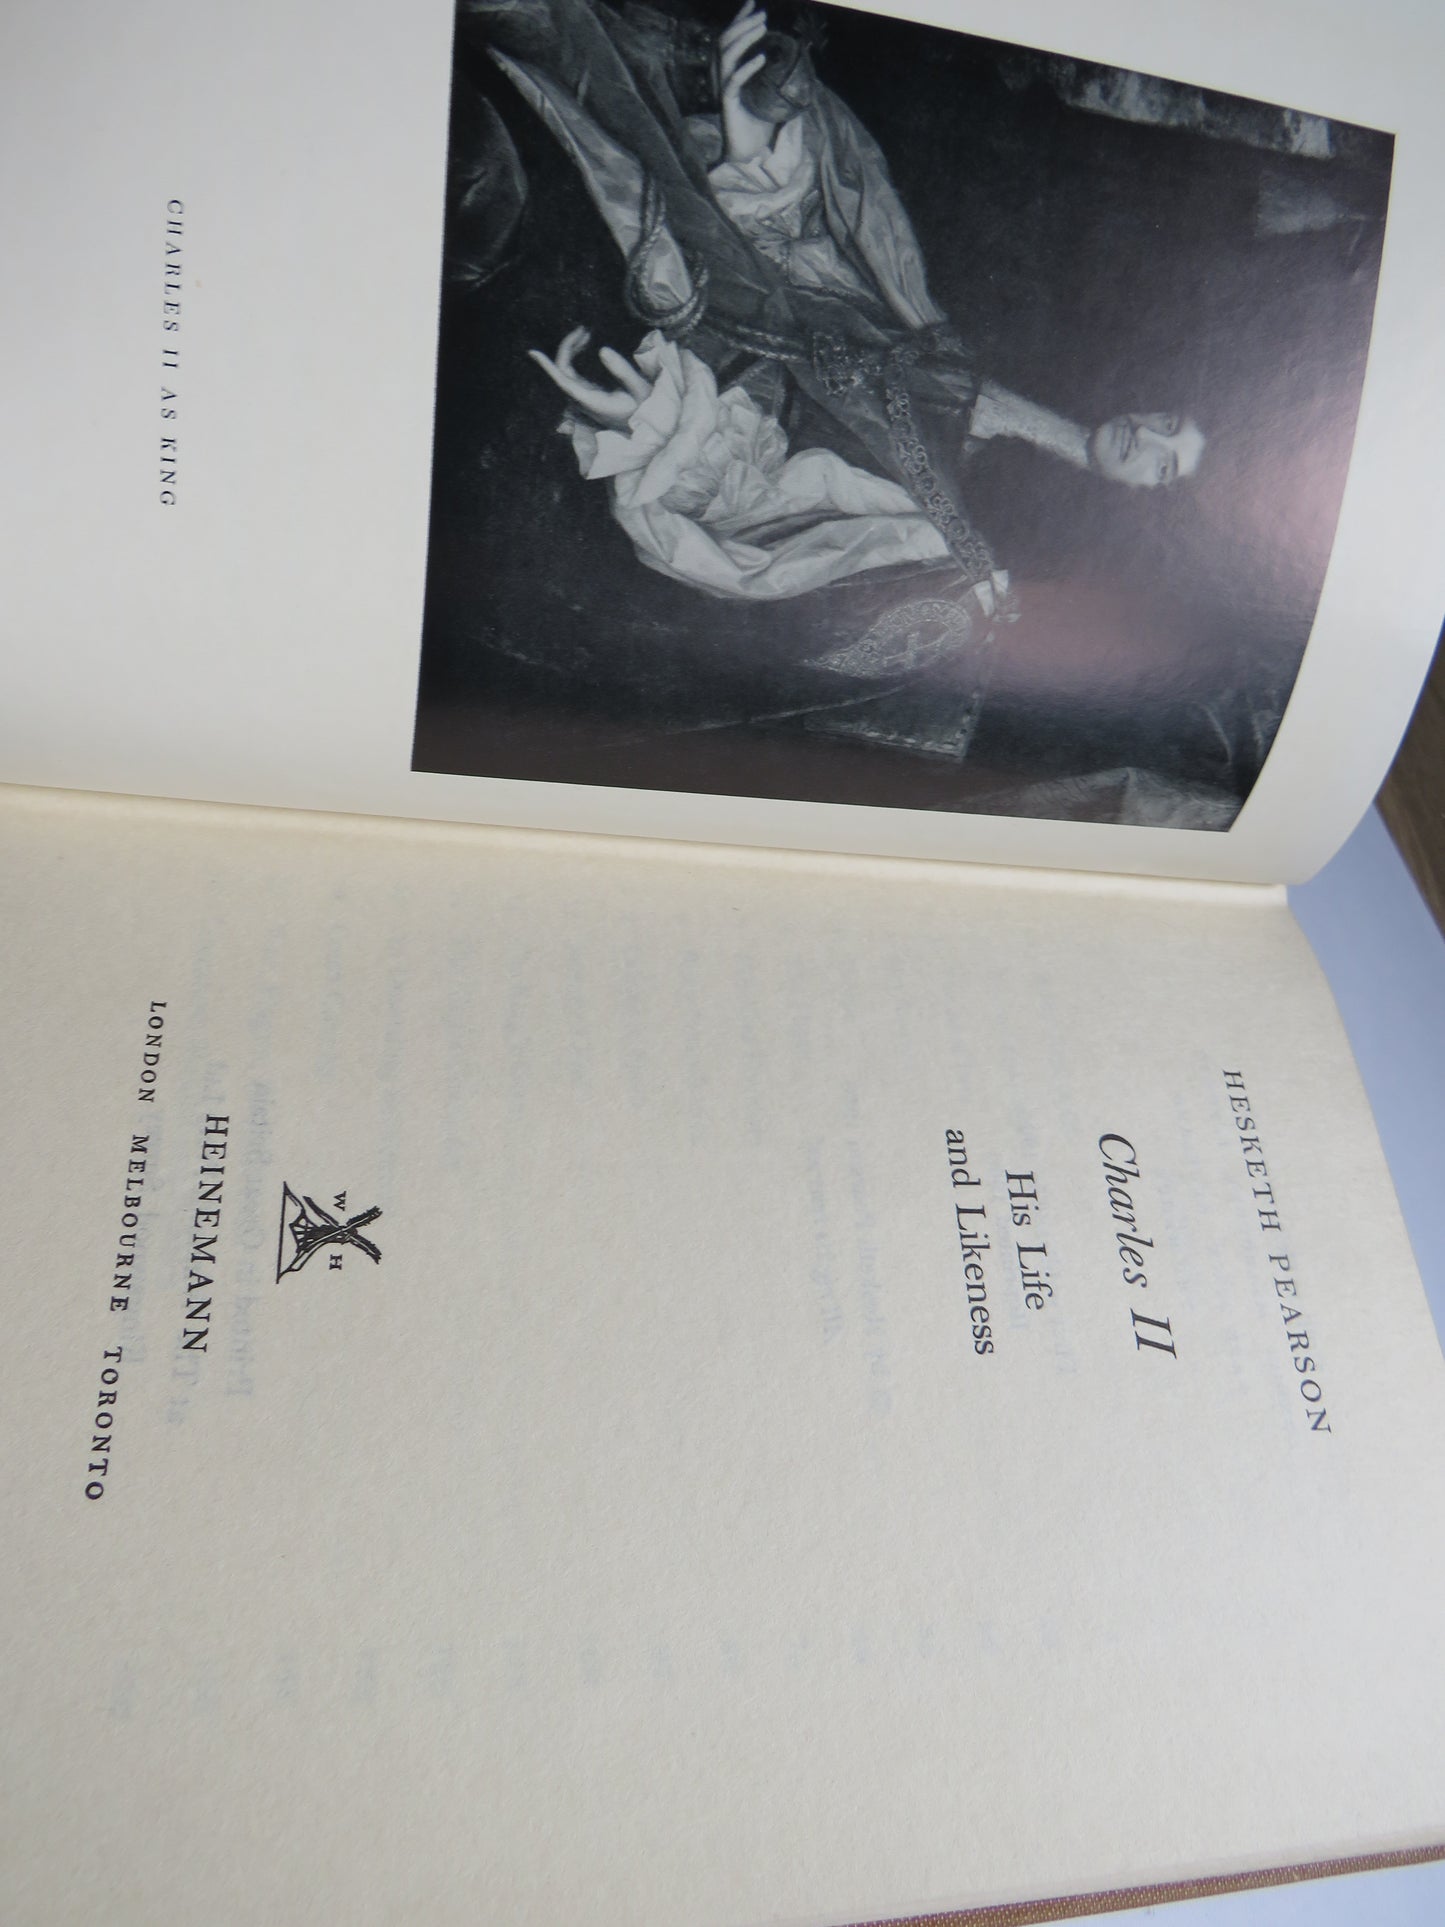 CHARLES II AS KING
HESKETH PEARSON
Charles II
His Life
and Likeness
W H
HEINEMANN
LONDON MELBOURNE TORONTO